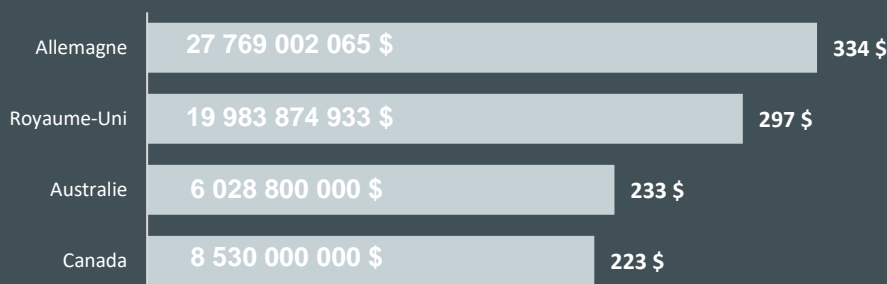 Allemagne 27 769 002 065 $ 334 $
Royaume-Uni 19 983 874 933 $ 297 $
Australie 6 028 800 000 $ 233 $
Canada 8 530 000 000 $ 223 $